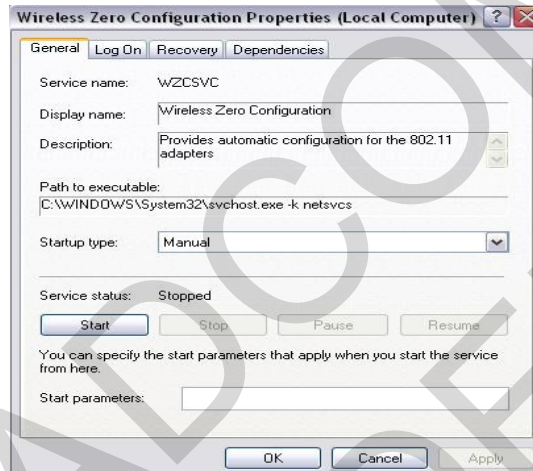 Wireless Zero Configuration Properties (Local Computer)
General Log On Recovery Dependencies
Service name: WZCSVC
Display name: Wireless Zero Configuration
Description: Provides automatic configuration for the 802.11
adapters
Path to executable:
C:\WINDOWS\System32\svchost.exe -k netsvcs
Startup type: Manual
Service status: Stopped
Start Stop Pause Resume
You can specify the start parameters that apply when you start the service
from here.
Start parameters:
OK Cancel Apply